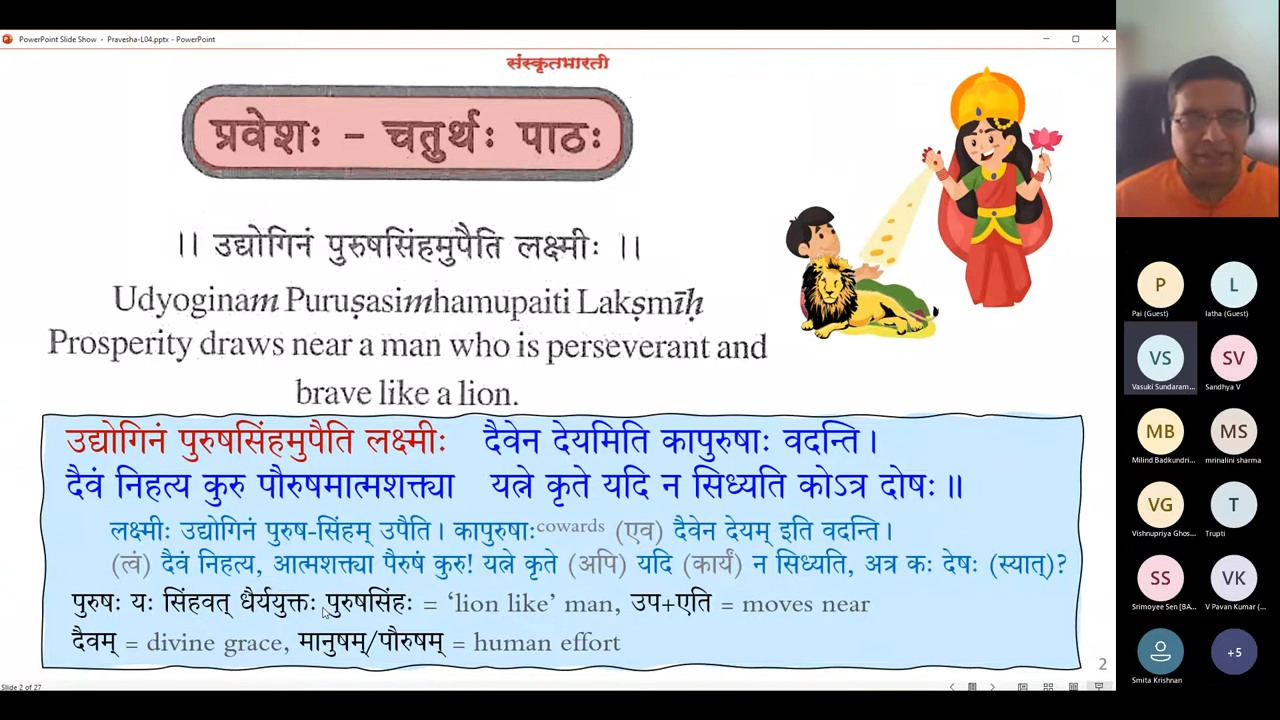 PowerPoint Slide Show - Pravesha-L04.pptx - PowerPoint
संस्कृतभारती
प्रवेशः - चतुर्थः पाठः
।। उद्योगिनं पुरुषसिंहमुपैति लक्ष्मीः ।।
Udyoginam Puruṣasimhamupaiti Lakṣmīḥ
Prosperity draws near a man who is perseverant and
brave like a lion.
उद्योगिनं पुरुषसिंहमुपैति लक्ष्मीः दैवेन देयमिति कापुरुषाः वदन्ति।
दैवं निहत्य कुरु पौरुषमात्मशक्त्या यत्ने कृते यदि न सिध्यति कोऽत्र दोषः॥
लक्ष्मीः उद्योगिनं पुरुष-सिंहम् उपैति। कापुरुषाः cowards (एव) दैवेन देयम् इति वदन्ति।
(त्वं) दैवं निहत्य, आत्मशक्त्या पैरुषं कुरु! यत्ने कृते (अपि) यदि (कार्यं) न सिध्यति, अत्र कः देषः (स्यात्)?
पुरुषः यः सिंहवत् धैर्ययुक्तः पुरुषसिंहः = ‘lion like’ man, उप+एति = moves near
दैवम् = divine grace, मानुषम्/पौरुषम् = human effort
2
Slide 2 of 27
P
Pai (Guest)
L
latha (Guest)
VS
Vasuki Sundaram...
SV
Sandhya V
MB
Milind Badkundri...
MS
mrinalini sharma
VG
Vishnupriya Ghos...
T
Trupti
SS
Srimoyee Sen [BA...
VK
V Pavan Kumar (...
Smita Krishnan
+5